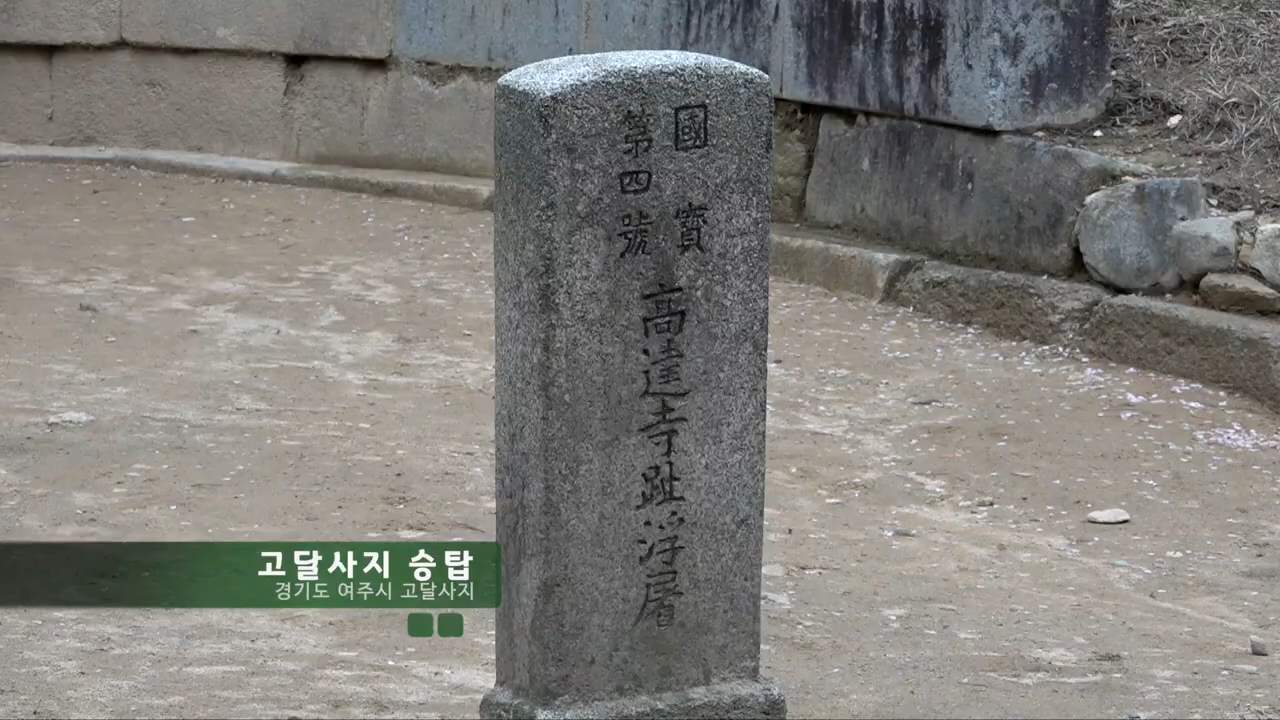 國寶
第四號
高達寺趾浮屠
고달사지 승탑
경기도 여주시 고달사지